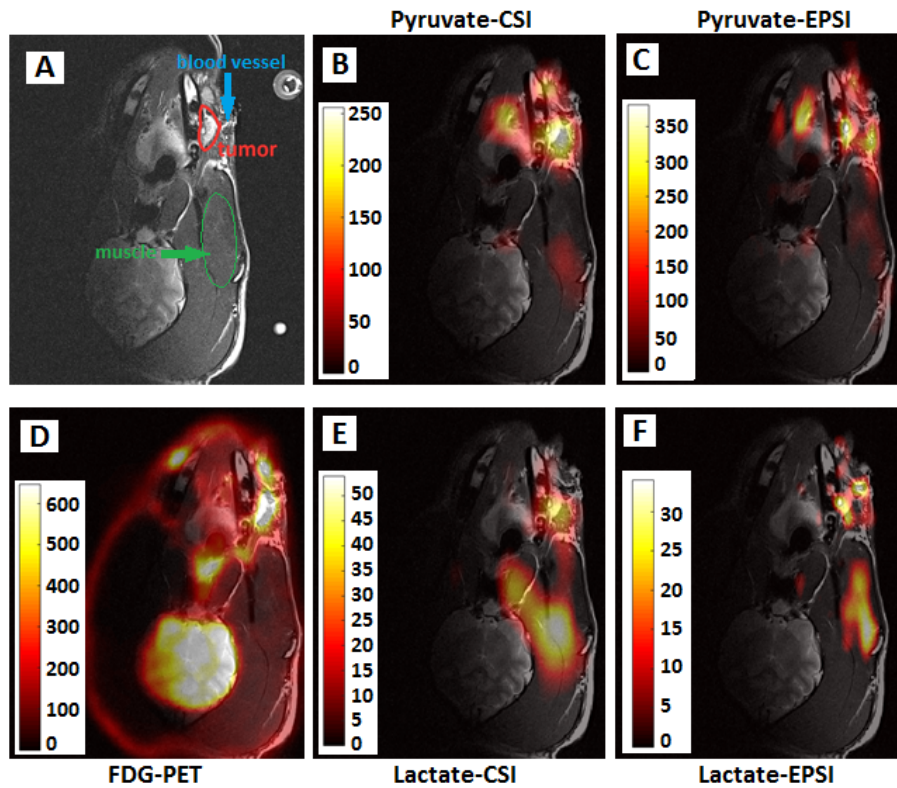 Pyruvate-CSI
Pyruvate-EPSI
A
blood vessel
tumor
muscle
B
250
200
150
100
50
0
C
350
300
250
200
150
100
50
0
D
600
500
400
300
200
100
0
E
50
45
40
35
30
25
20
15
10
5
0
F
30
25
20
15
10
5
0
FDG-PET
Lactate-CSI
Lactate-EPSI